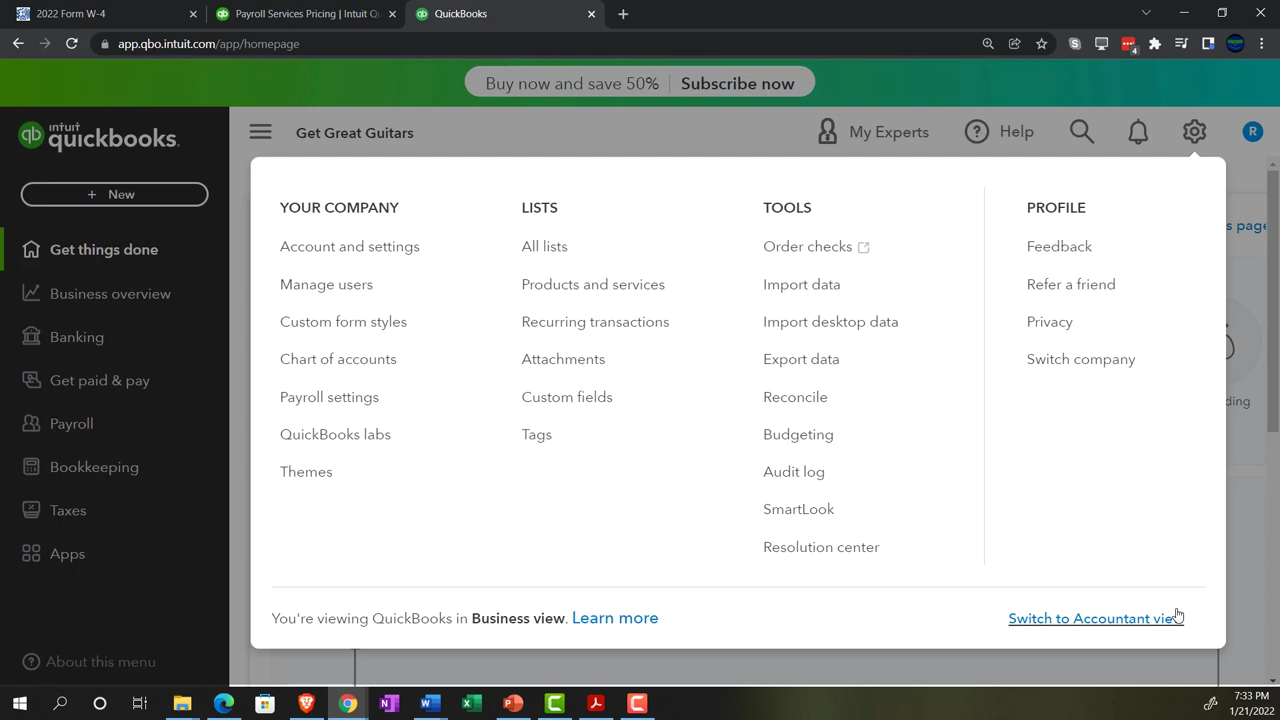 2022 Form W-4
Payroll Services Pricing | Intuit Q
QuickBooks
app.qbo.intuit.com/app/homepage
4
Buy now and save 50% Subscribe now
intuit
quickbooks.
Get Great Guitars
My Experts
Help
R
+ New
Get things done
Business overview
Banking
Get paid & pay
Payroll
Bookkeeping
Taxes
Apps
About this menu
YOUR COMPANY
Account and settings
Manage users
Custom form styles
Chart of accounts
Payroll settings
QuickBooks labs
Themes
LISTS
All lists
Products and services
Recurring transactions
Attachments
Custom fields
Tags
TOOLS
Order checks
Import data
Import desktop data
Export data
Reconcile
Budgeting
Audit log
SmartLook
Resolution center
PROFILE
Feedback
Refer a friend
Privacy
Switch company
s page
ding
You're viewing QuickBooks in Business view. Learn more
Switch to Accountant vie
7:33 PM
1/21/2022